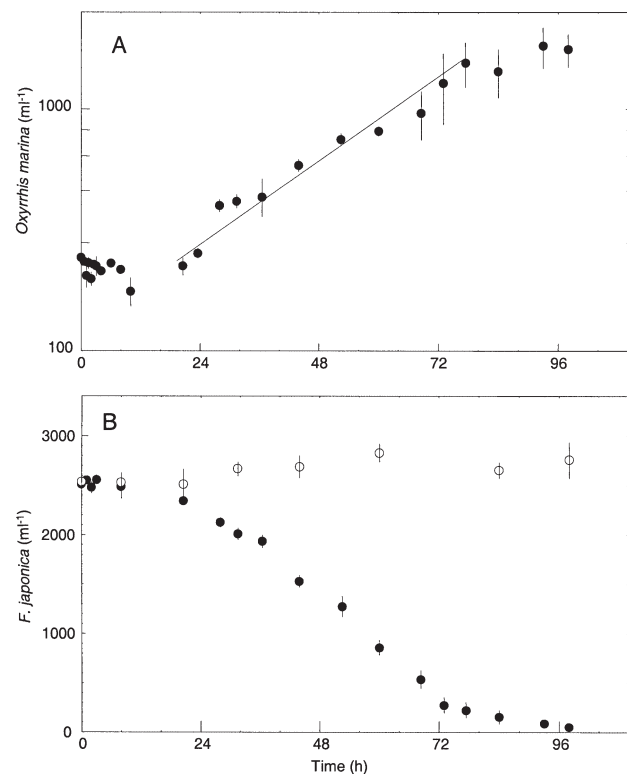 A
Oxyrrhis marina (ml-1)
1000
100
0 24 48 72 96
B
F. japonica (ml-1)
3000
2000
1000
0
0 24 48 72 96
Time (h)